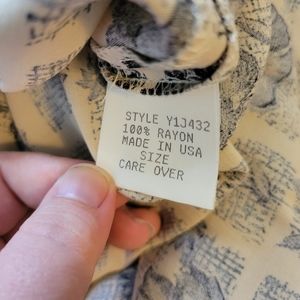 STYLE Y1J432
100% RAYON
MADE IN USA
SIZE
CARE OVER